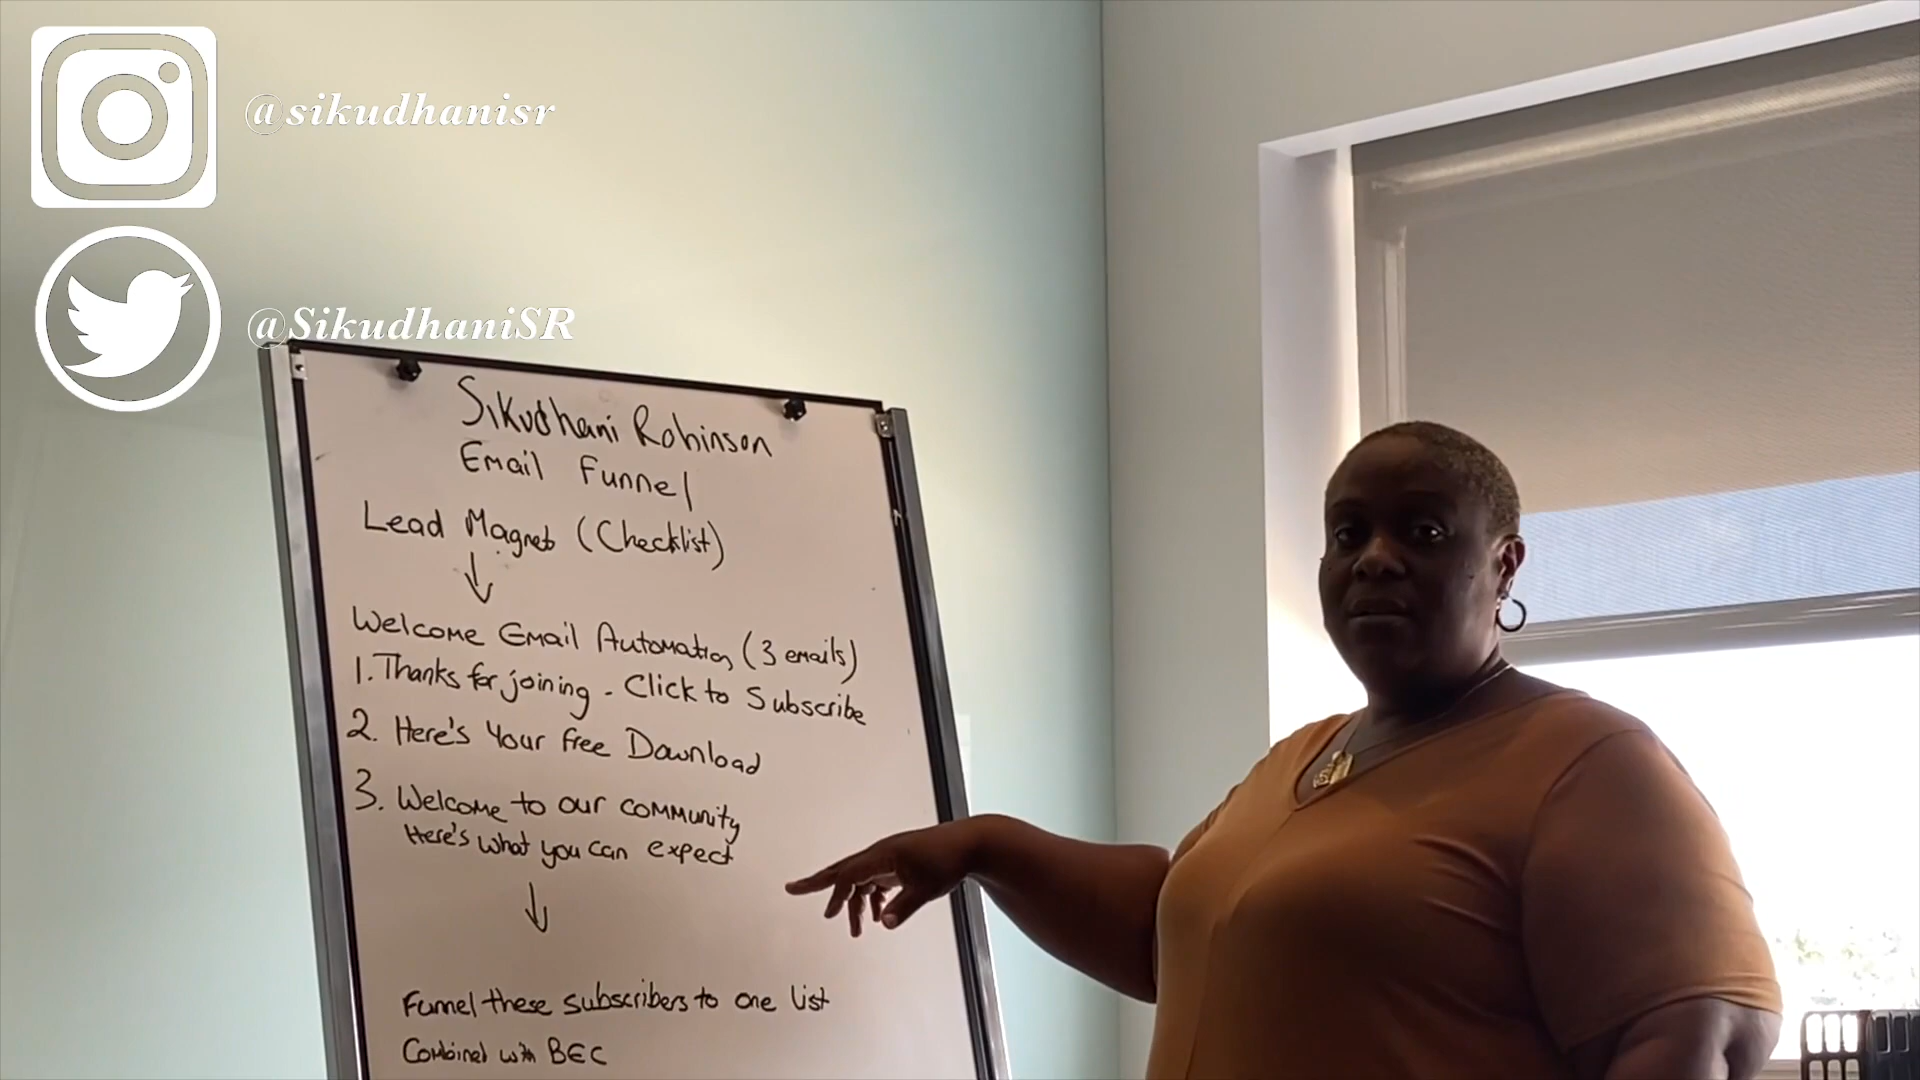 @sikudhanisr
@SikudhaniSR
Sikudhani Robinson
Email Funnel
Lead Magnet (Checklist)
Welcome Email Automation (3 emails)
1. Thanks for joining - Click to Subscribe
2. Here's Your free Download
3. Welcome to our community
Here's what you can expect
Funnel these subscribers to one list
Combined with BEC